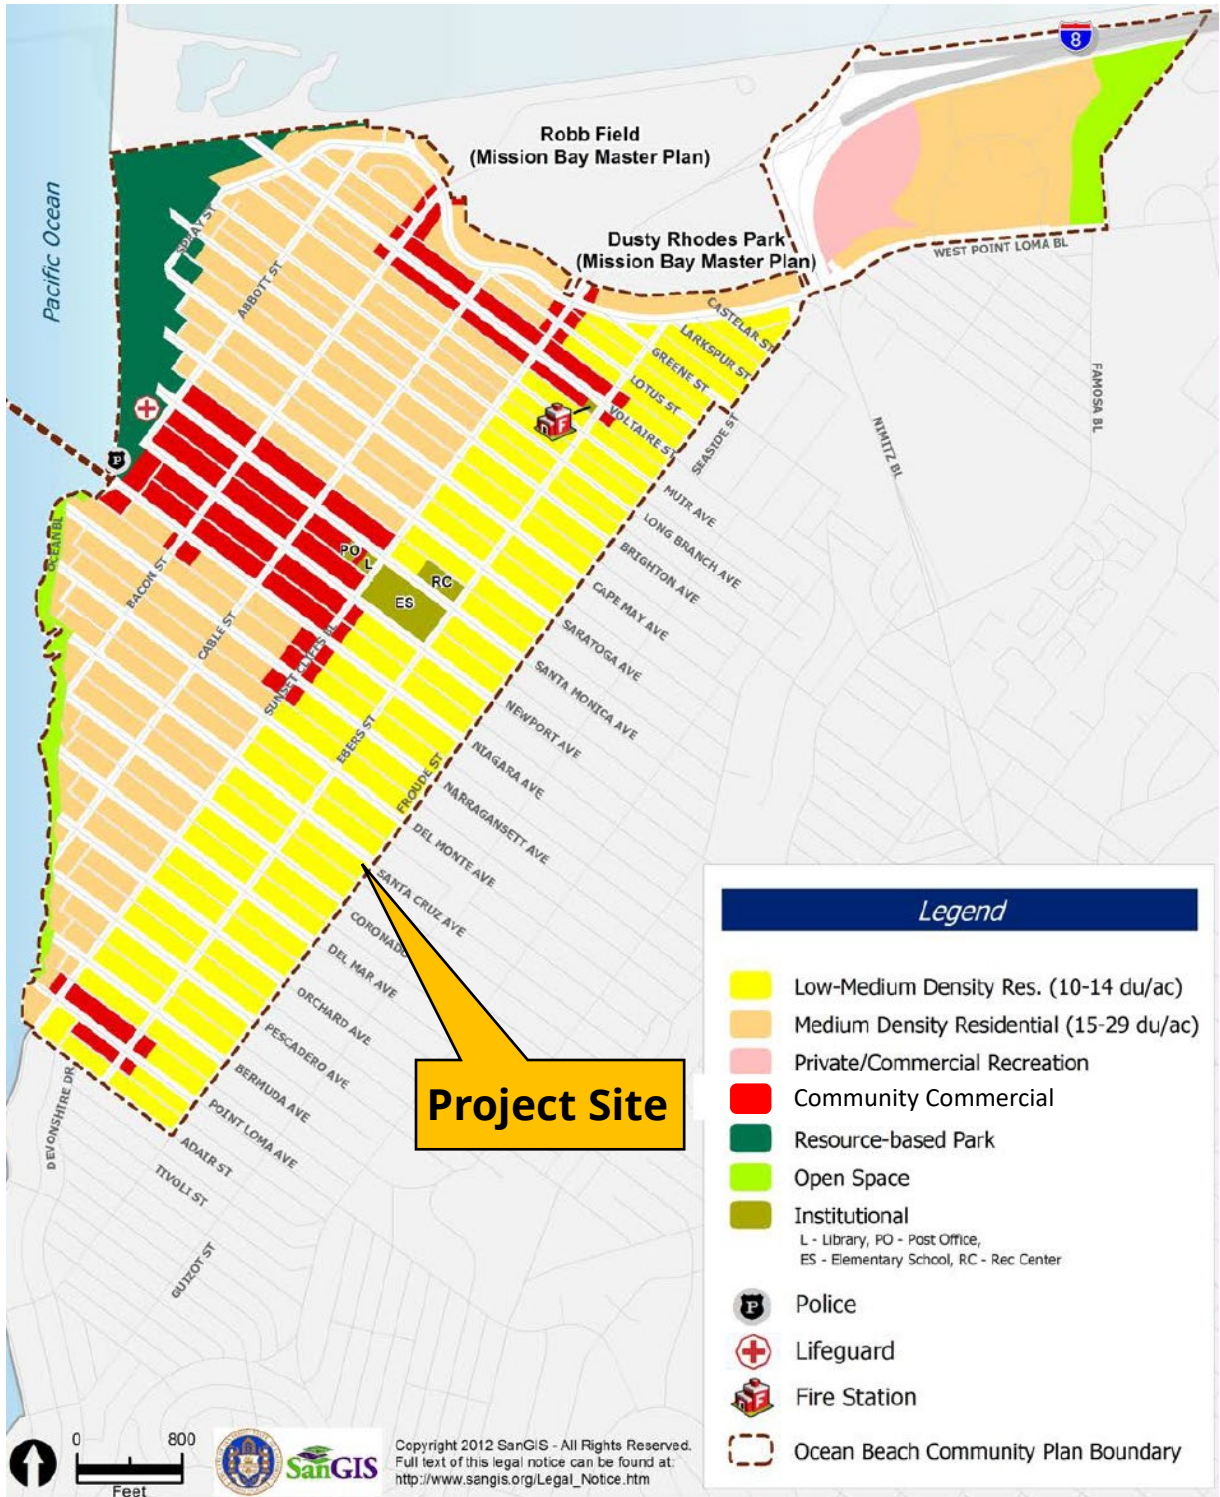 8
Robb Field
(Mission Bay Master Plan)
Pacific Ocean
SPRAY ST
Dusty Rhodes Park
(Mission Bay Master Plan)
WEST POINT LOMA BL
ABBOTT ST
CASTELAR ST
LARKSPUR ST
GREENE ST
LOTUS ST
VOLTAIRE ST
FAMOSA BL
NIMITZ BL
SEASIDE ST
F
P
MUIR AVE
LONG BRANCH AVE
BRIGHTON AVE
CAPE MAY AVE
SARATOGA AVE
SANTA MONICA AVE
NEWPORT AVE
NIAGARA AVE
NARRAGANSETT AVE
DEL MONTE AVE
SANTA CRUZ AVE
CORONADO
DEL MAR AVE
ORCHARD AVE
PESCADERO AVE
BERMUDA AVE
POINT LOMA AVE
ADAIR ST
TIVOLI ST
GUIZOT ST
DEVONSHIRE DR
OCEAN BL
BACON ST
CABLE ST
SUNSET CLIFFS BL
EBERS ST
FROUDE ST
PO
L
RC
ES
Project Site
Legend
Low-Medium Density Res. (10-14 du/ac)
Medium Density Residential (15-29 du/ac)
Private/Commercial Recreation
Community Commercial
Resource-based Park
Open Space
Institutional
L - Library, PO - Post Office,
ES - Elementary School, RC - Rec Center
P Police
Lifeguard
F Fire Station
Ocean Beach Community Plan Boundary
0 800
Feet
SanGIS
Copyright 2012 SanGIS - All Rights Reserved.
Full text of this legal notice can be found at:
http://www.sangis.org/Legal_Notice.htm